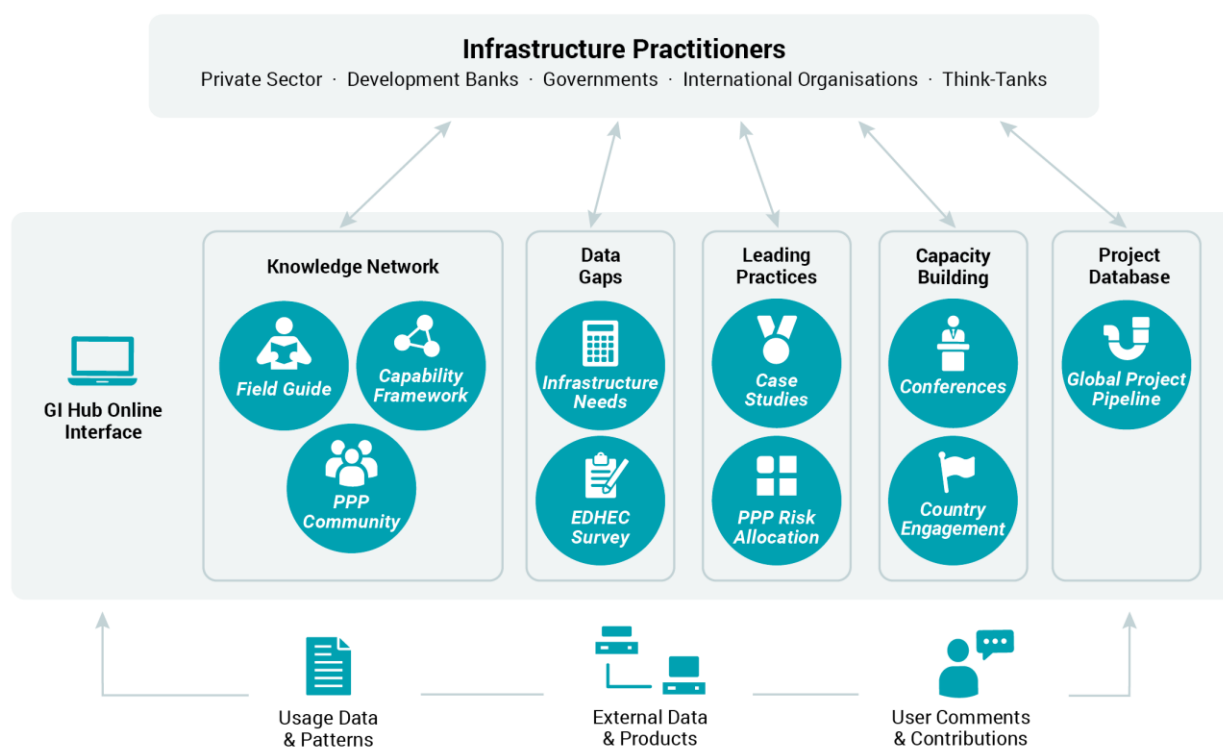 Infrastructure Practitioners
Private Sector · Development Banks · Governments · International Organisations · Think-Tanks
GI Hub Online
Interface
Knowledge Network
Field Guide
Capability
Framework
PPP
Community
Data
Gaps
Infrastructure
Needs
EDHEC
Survey
Leading
Practices
Case
Studies
PPP Risk
Allocation
Capacity
Building
Conferences
Country
Engagement
Project
Database
Global Project
Pipeline
Usage Data
& Patterns
External Data
& Products
User Comments
& Contributions